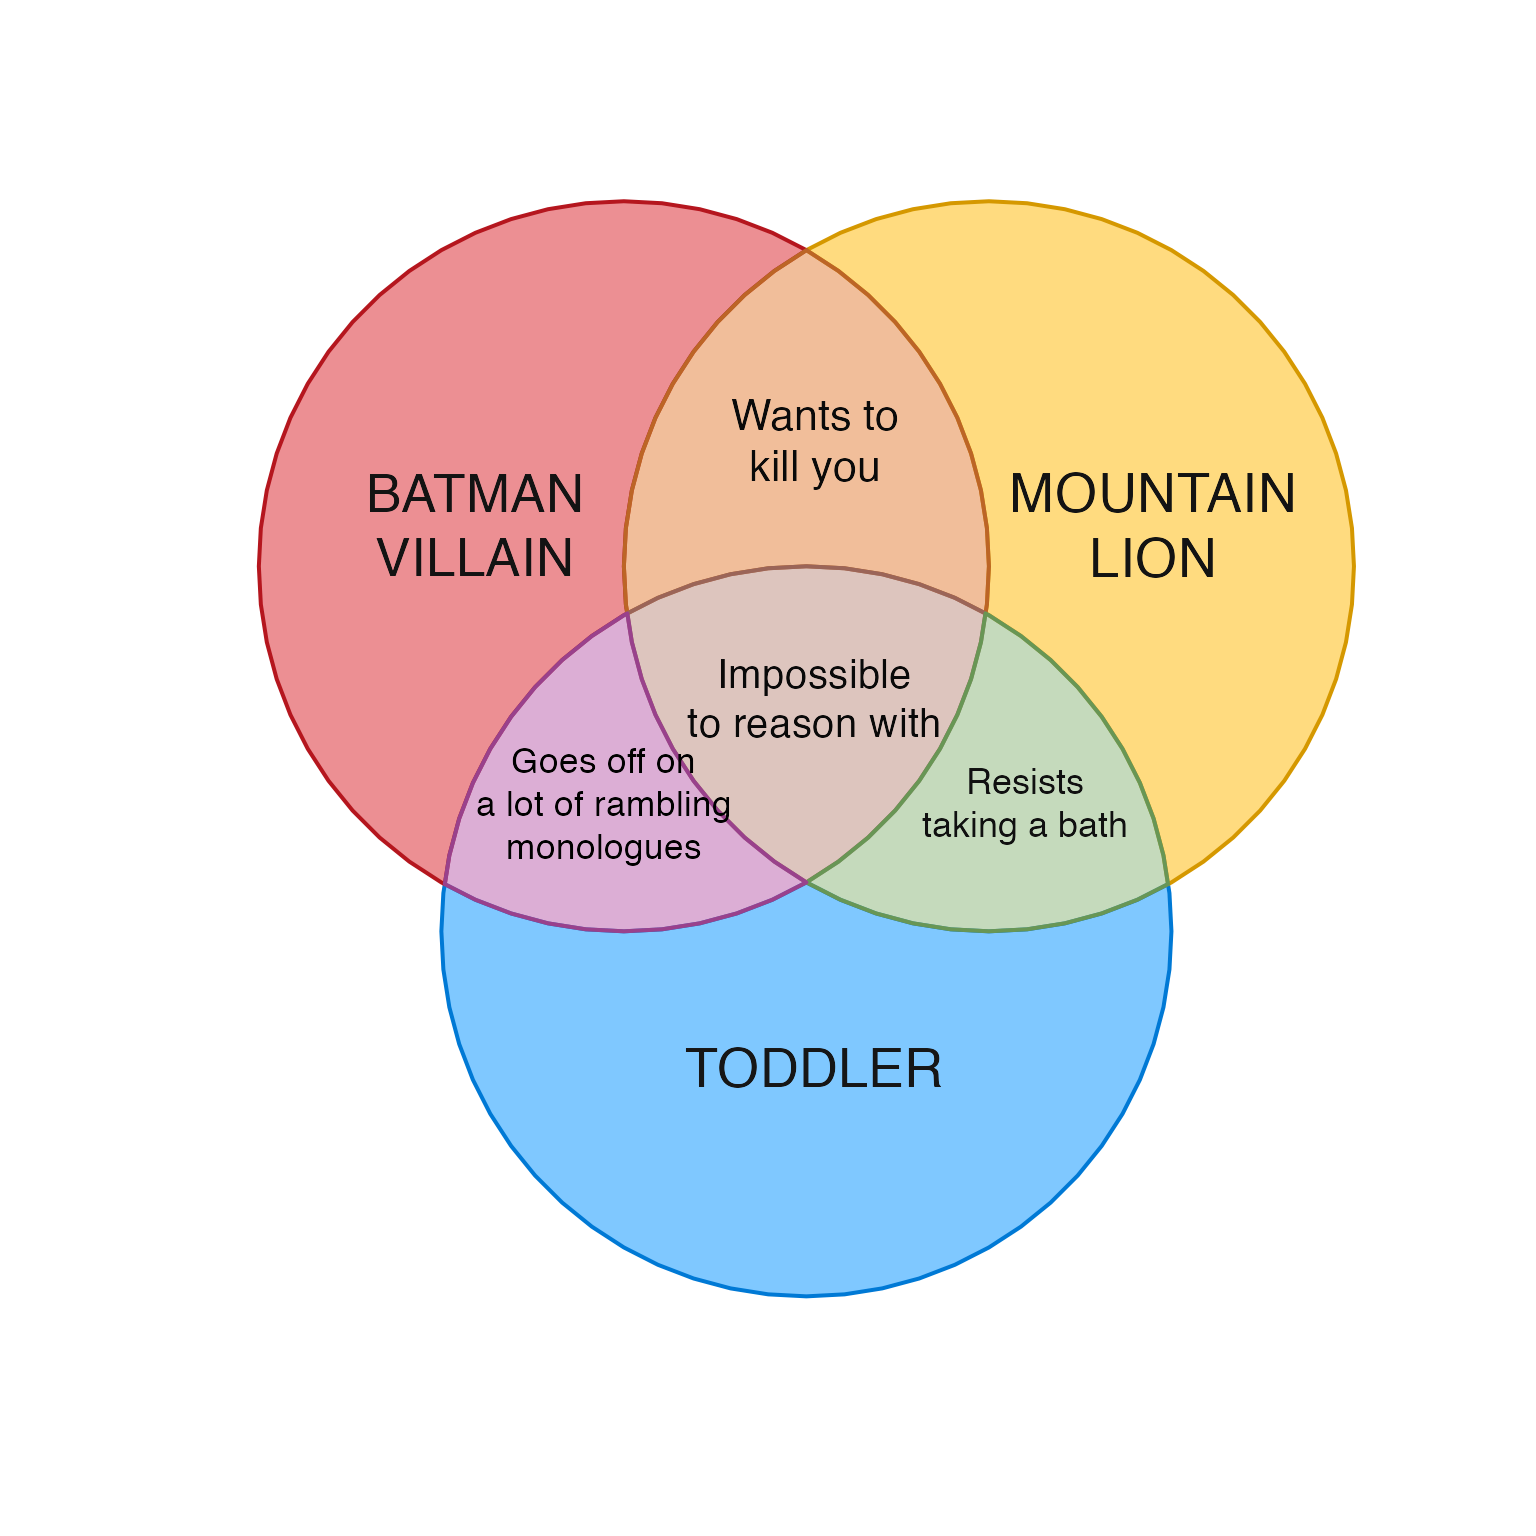 Wants to
kill you
BATMAN
VILLAIN
MOUNTAIN
LION
Impossible
to reason with
Goes off on
a lot of rambling
monologues
Resists
taking a bath
TODDLER